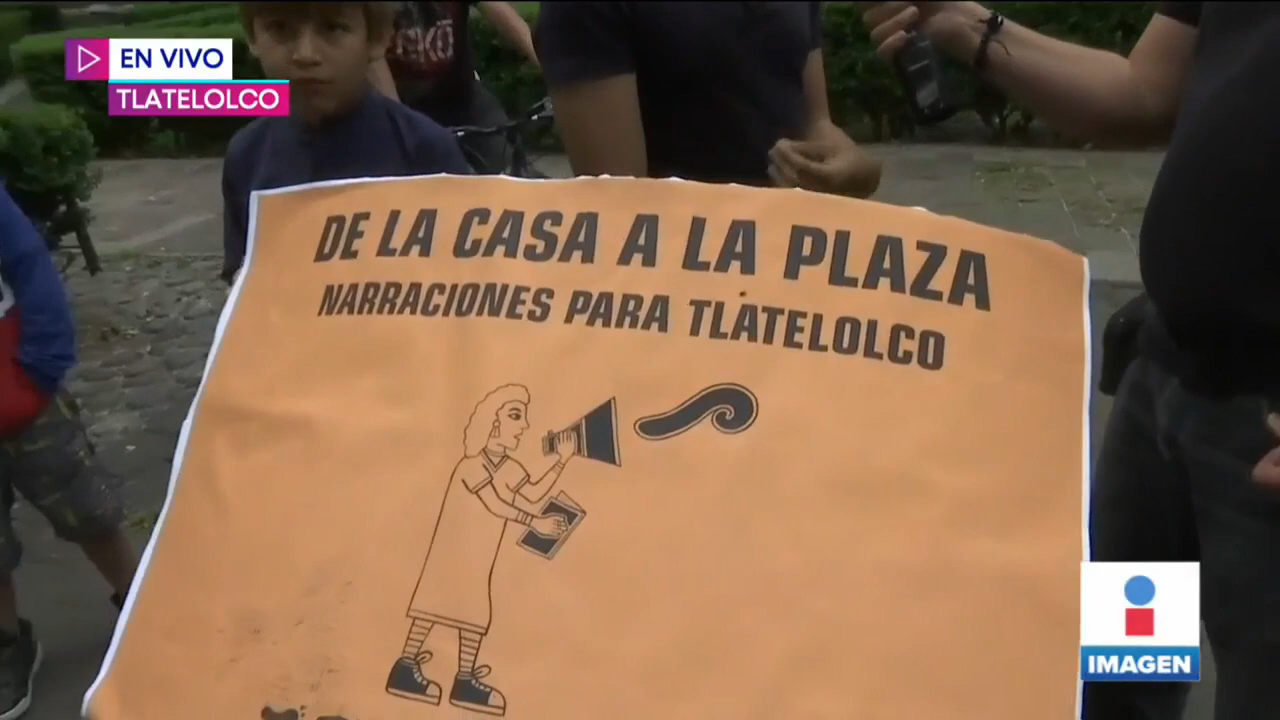 EN VIVO
TLATELOLCO
DE LA CASA A LA PLAZA
NARRACIONES PARA TLATELOLCO
IMAGEN